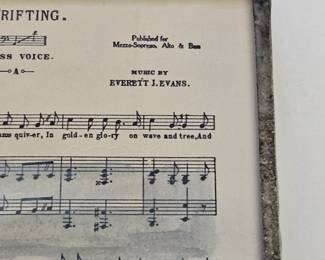 RIFTING.
Published for
Mezzo-Soprano, Alto & Bass
SS VOICE.
A
MUSIC BY
EVERETT J. EVANS.
quiv-er, In gold-en glo-ry on wave and tree, And